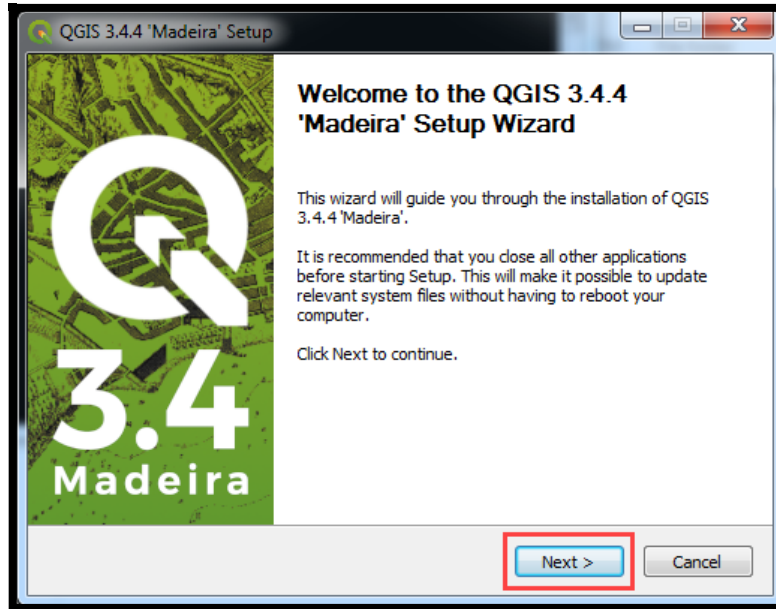 QGIS 3.4.4 'Madeira' Setup
Welcome to the QGIS 3.4.4
'Madeira' Setup Wizard
This wizard will guide you through the installation of QGIS
3.4.4 'Madeira'.
It is recommended that you close all other applications
before starting Setup. This will make it possible to update
relevant system files without having to reboot your
computer.
Click Next to continue.
3.4
Madeira
Next >
Cancel